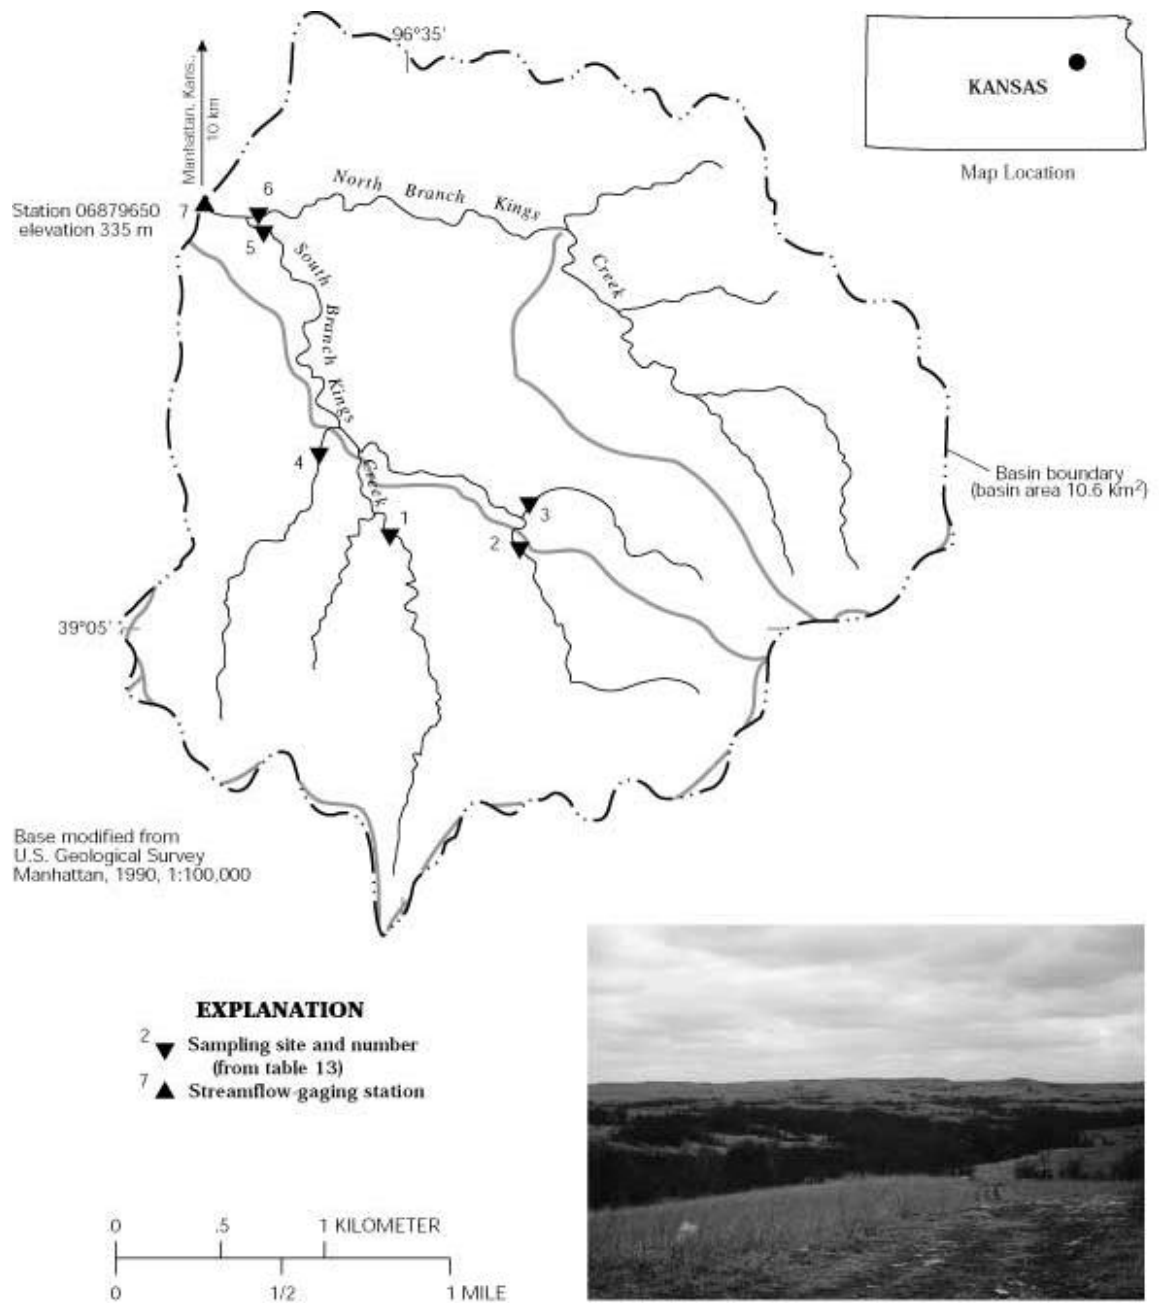 96°35'
Manhattan, Kans.,
10 km
KANSAS
Map Location
Station 06879650
elevation 335 m
7
6
5
North Branch Kings
Creek
South Branch Kings
Creek
4
1
3
2
Basin boundary
(basin area 10.6 km²)
39°05'
Base modified from
U.S. Geological Survey
Manhattan, 1990, 1:100,000
EXPLANATION
2 Sampling site and number
(from table 13)
7 Streamflow-gaging station
0 .5 1 KILOMETER
0 1/2 1 MILE